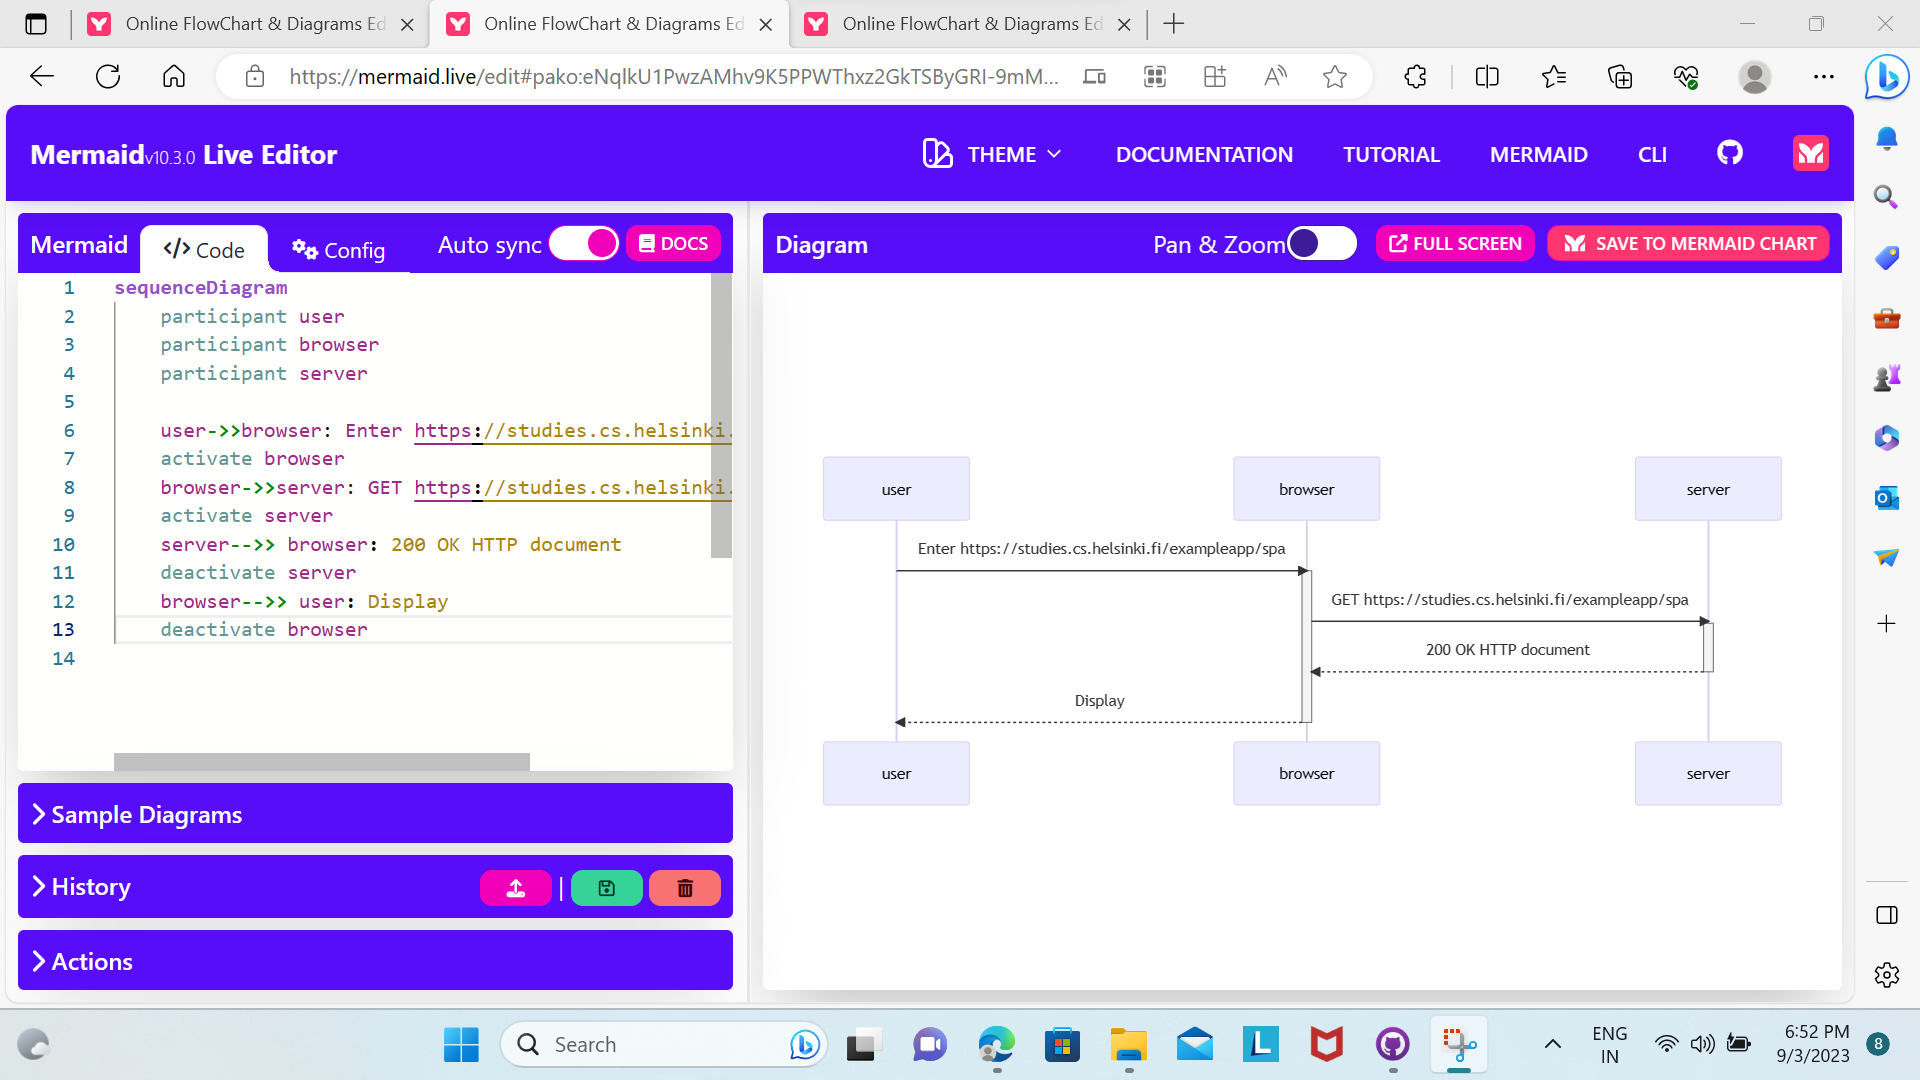 Online FlowChart & Diagrams Ed
Online FlowChart & Diagrams Ed
Online FlowChart & Diagrams Ed
https://mermaid.live/edit#pako:eNqlkU1PwzAMhv9K5PPWThxz2GkTSByGRI-9mM...
Mermaidv10.3.0 Live Editor
THEME
DOCUMENTATION
TUTORIAL
MERMAID
CLI
Mermaid
Code
Config
Auto sync
DOCS
1 sequenceDiagram
2 participant user
3 participant browser
4 participant server
5
6 user->>browser: Enter https://studies.cs.helsinki.
7 activate browser
8 browser->>server: GET https://studies.cs.helsinki.
9 activate server
10 server-->> browser: 200 OK HTTP document
11 deactivate server
12 browser-->> user: Display
13 deactivate browser
14
Sample Diagrams
History
Actions
Diagram
Pan & Zoom
FULL SCREEN
SAVE TO MERMAID CHART
user
browser
server
Enter https://studies.cs.helsinki.fi/exampleapp/spa
GET https://studies.cs.helsinki.fi/exampleapp/spa
200 OK HTTP document
Display
user
browser
server
Search
ENG
IN
6:52 PM
9/3/2023
8